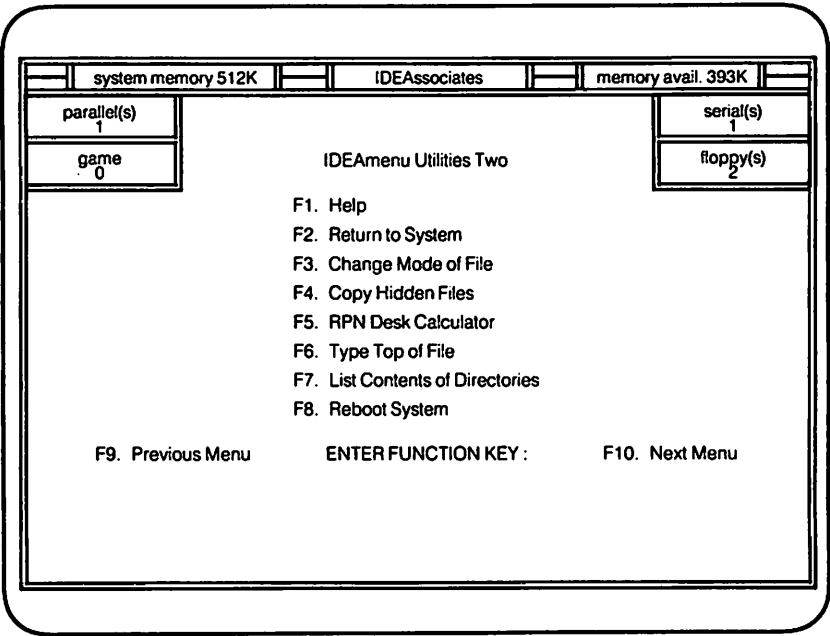 system memory 512K IDEAssociates memory avail. 393K
parallel(s)
1
serial(s)
1
game
0
floppy(s)
2
IDEAmenu Utilities Two
F1. Help
F2. Return to System
F3. Change Mode of File
F4. Copy Hidden Files
F5. RPN Desk Calculator
F6. Type Top of File
F7. List Contents of Directories
F8. Reboot System
F9. Previous Menu ENTER FUNCTION KEY : F10. Next Menu